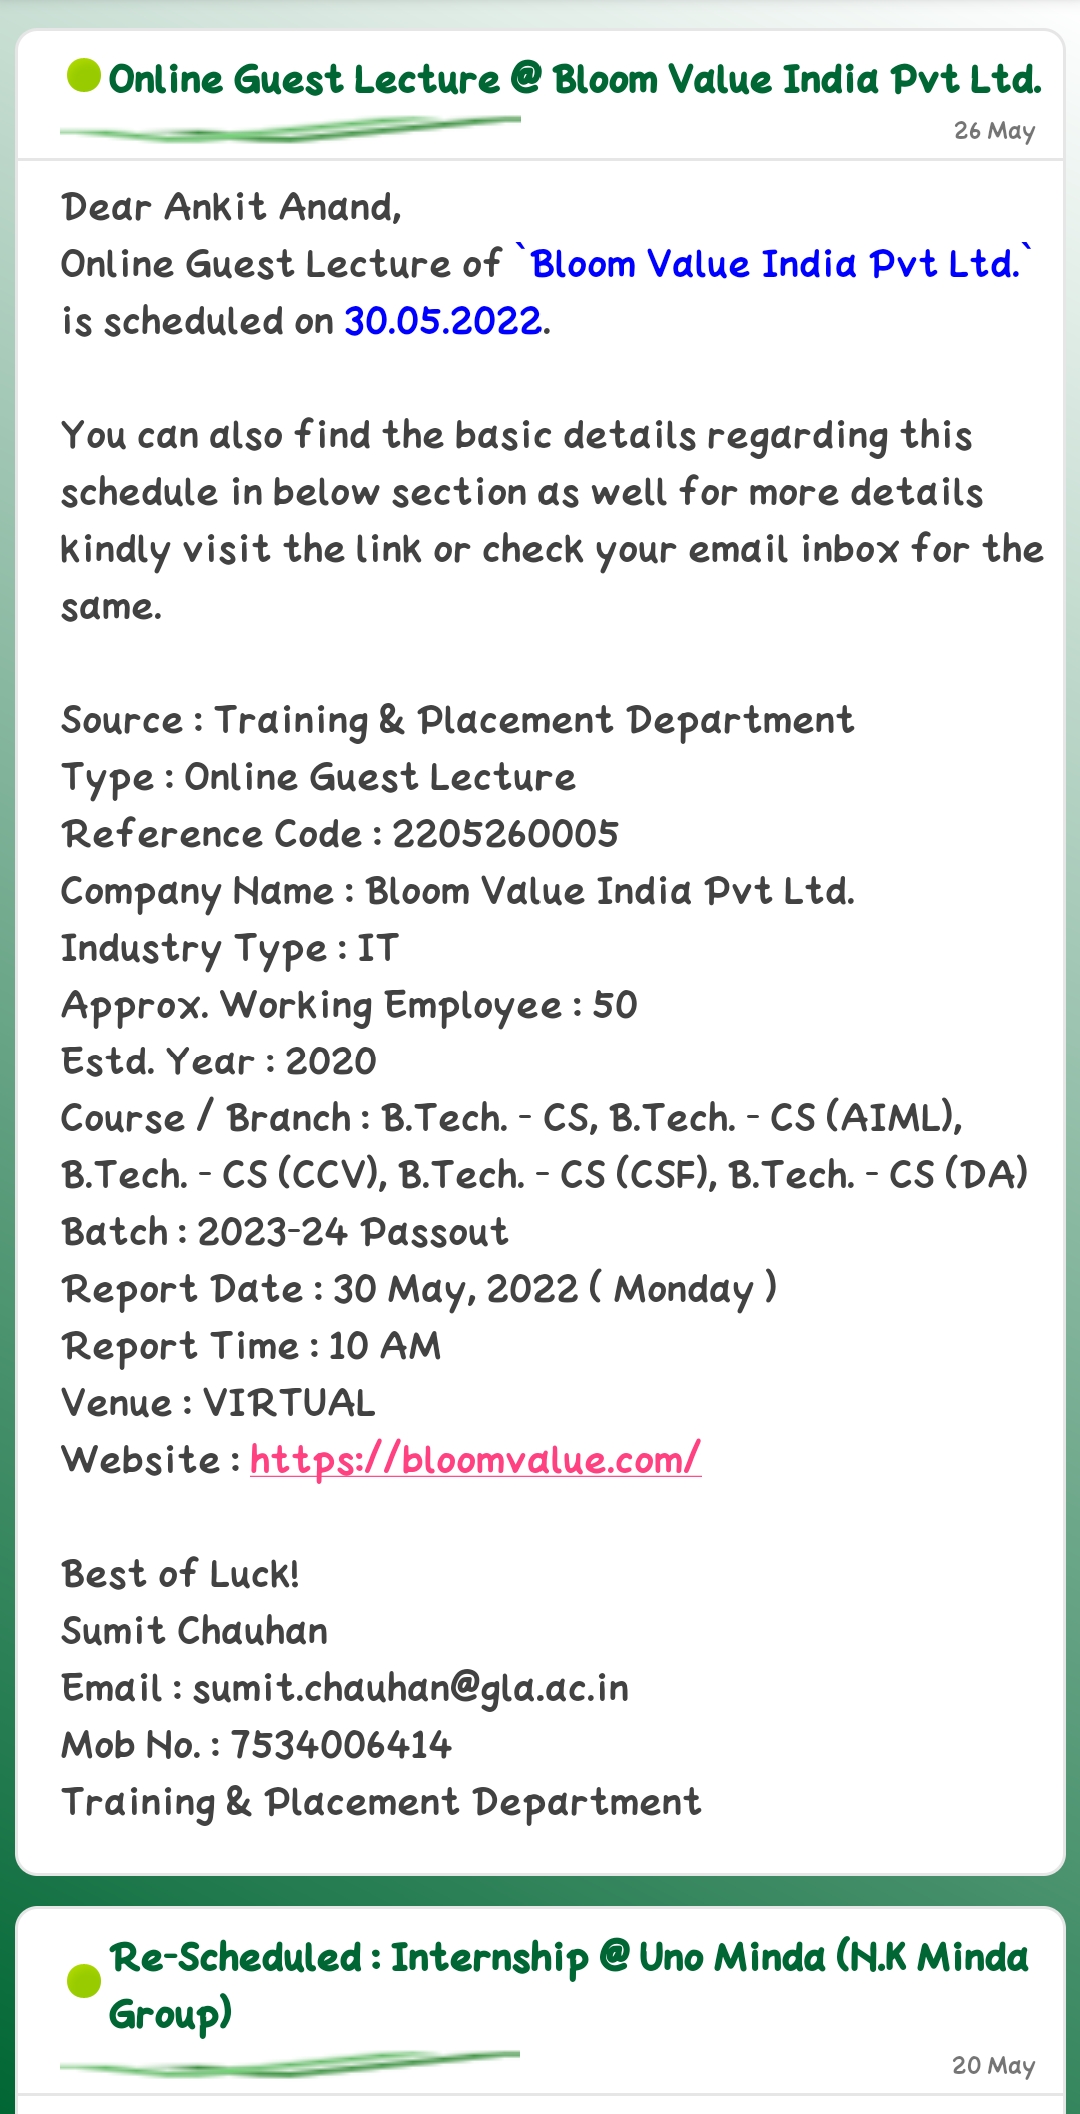 Online Guest Lecture @ Bloom Value India Pvt Ltd.
26 May
Dear Ankit Anand,
Online Guest Lecture of `Bloom Value India Pvt Ltd.`
is scheduled on 30.05.2022.
You can also find the basic details regarding this
schedule in below section as well for more details
kindly visit the link or check your email inbox for the
same.
Source : Training & Placement Department
Type : Online Guest Lecture
Reference Code : 2205260005
Company Name : Bloom Value India Pvt Ltd.
Industry Type : IT
Approx. Working Employee : 50
Estd. Year : 2020
Course / Branch : B.Tech. - CS, B.Tech. - CS (AIML),
B.Tech. - CS (CCV), B.Tech. - CS (CSF), B.Tech. - CS (DA)
Batch : 2023-24 Passout
Report Date : 30 May, 2022 ( Monday )
Report Time : 10 AM
Venue : VIRTUAL
Website : https://bloomvalue.com/
Best of Luck!
Sumit Chauhan
Email : sumit.chauhan@gla.ac.in
Mob No. : 7534006414
Training & Placement Department
Re-Scheduled : Internship @ Uno Minda (N.K Minda
Group)
20 May